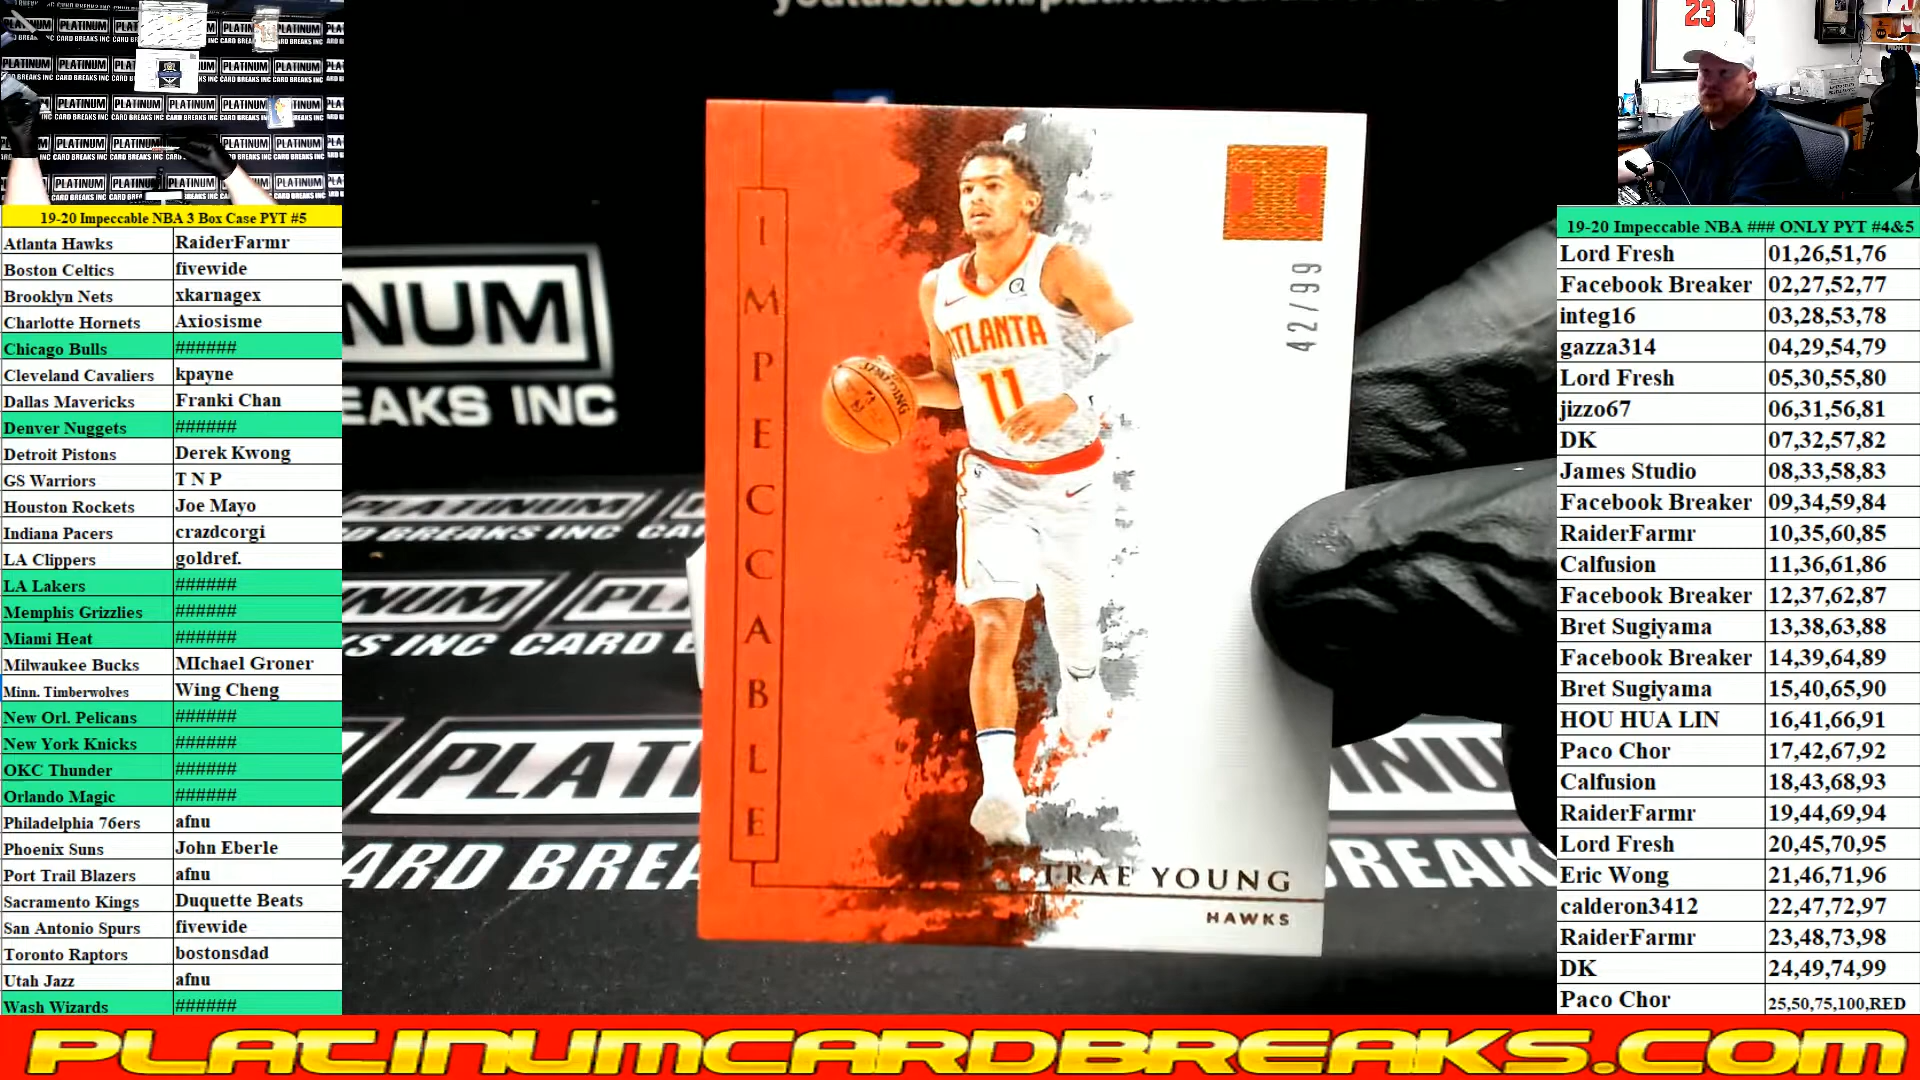 19-20 Impeccable NBA 3 Box Case PYT #5
Atlanta Hawks RaiderFarmr
Boston Celtics fivewide
Brooklyn Nets xkarnagex
Charlotte Hornets Axiosisme
Chicago Bulls ######
Cleveland Cavaliers kpayne
Dallas Mavericks Franki Chan
Denver Nuggets ######
Detroit Pistons Derek Kwong
GS Warriors T N P
Houston Rockets Joe Mayo
Indiana Pacers crazdcorgi
LA Clippers goldref.
LA Lakers ######
Memphis Grizzlies ######
Miami Heat ######
Milwaukee Bucks MIchael Groner
Minn. Timberwolves Wing Cheng
New Orl. Pelicans ######
New York Knicks ######
OKC Thunder ######
Orlando Magic ######
Philadelphia 76ers afnu
Phoenix Suns John Eberle
Port Trail Blazers afnu
Sacramento Kings Duquette Beats
San Antonio Spurs fivewide
Toronto Raptors bostonsdad
Utah Jazz afnu
Wash Wizards ######
IMPECCABLE
42/99
SPALDING
ATLANTA
11
TRAE YOUNG
HAWKS
23
19-20 Impeccable NBA ### ONLY PYT #4&5
Lord Fresh 01,26,51,76
Facebook Breaker 02,27,52,77
integ16 03,28,53,78
gazza314 04,29,54,79
Lord Fresh 05,30,55,80
jizzo67 06,31,56,81
DK 07,32,57,82
James Studio 08,33,58,83
Facebook Breaker 09,34,59,84
RaiderFarmr 10,35,60,85
Calfusion 11,36,61,86
Facebook Breaker 12,37,62,87
Bret Sugiyama 13,38,63,88
Facebook Breaker 14,39,64,89
Bret Sugiyama 15,40,65,90
HOU HUA LIN 16,41,66,91
Paco Chor 17,42,67,92
Calfusion 18,43,68,93
RaiderFarmr 19,44,69,94
Lord Fresh 20,45,70,95
Eric Wong 21,46,71,96
calderon3412 22,47,72,97
RaiderFarmr 23,48,73,98
DK 24,49,74,99
Paco Chor 25,50,75,100,RED
PLATINUMCARDBREAKS.COM